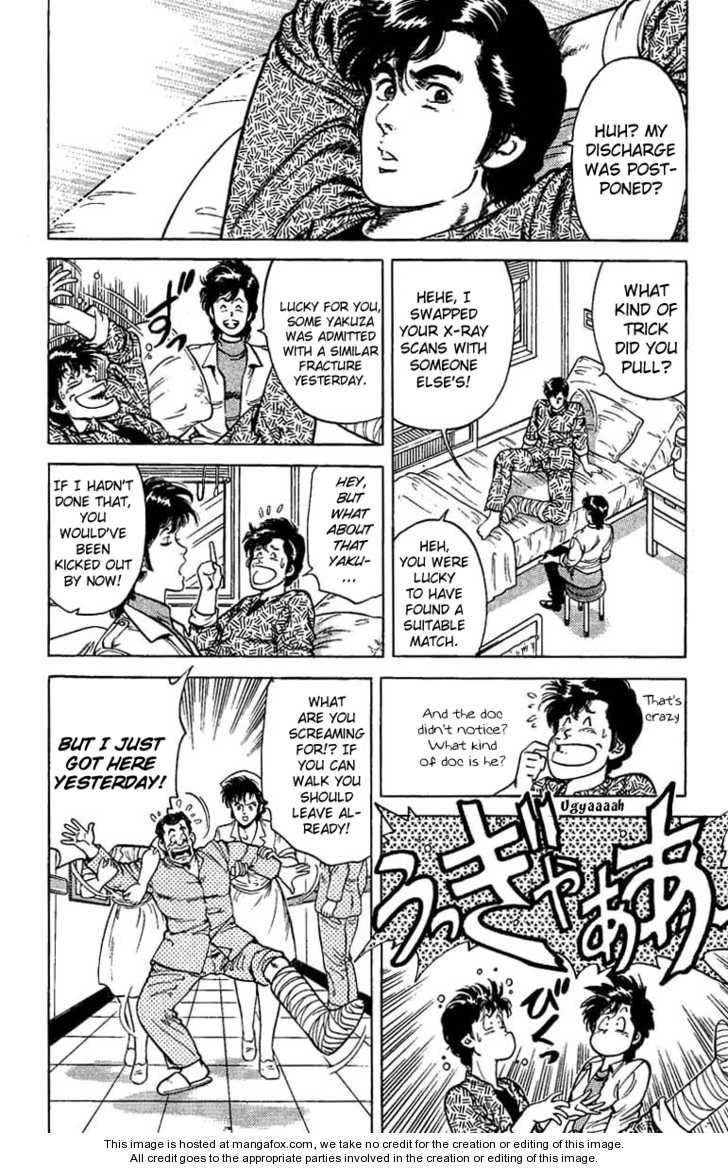 HUH? MY
DISCHARGE
WAS POST-
PONED?
WHAT
KIND OF
TRICK
DID YOU
PULL?
HEHE, I
SWAPPED
YOUR X-RAY
SCANS WITH
SOMEONE
ELSE'S!
HEH,
YOU WERE
LUCKY
TO HAVE
FOUND A
SUITABLE
MATCH.
LUCKY FOR YOU,
SOME YAKUZA
WAS ADMITTED
WITH A SIMILAR
FRACTURE
YESTERDAY.
ずっ
HEY,
BUT
WHAT
ABOUT
THAT
YAKU-
...
IF I HADN'T
DONE THAT,
YOU
WOULD'VE
BEEN
KICKED OUT
BY NOW!
That's
crazy
And the doc
didn't notice?
What kind
of doc is he?
Ugyaaaah
うっぎゃあああ
びくっ
WHAT
ARE YOU
SCREAMING
FOR!? IF
YOU CAN
WALK YOU
SHOULD
LEAVE AL-
READY!
BUT I JUST
GOT HERE
YESTERDAY!
This image is hosted at mangafox.com, we take no credit for the creation or editing of this image.
All credit goes to the appropriate parties involved in the creation or editing of this image.